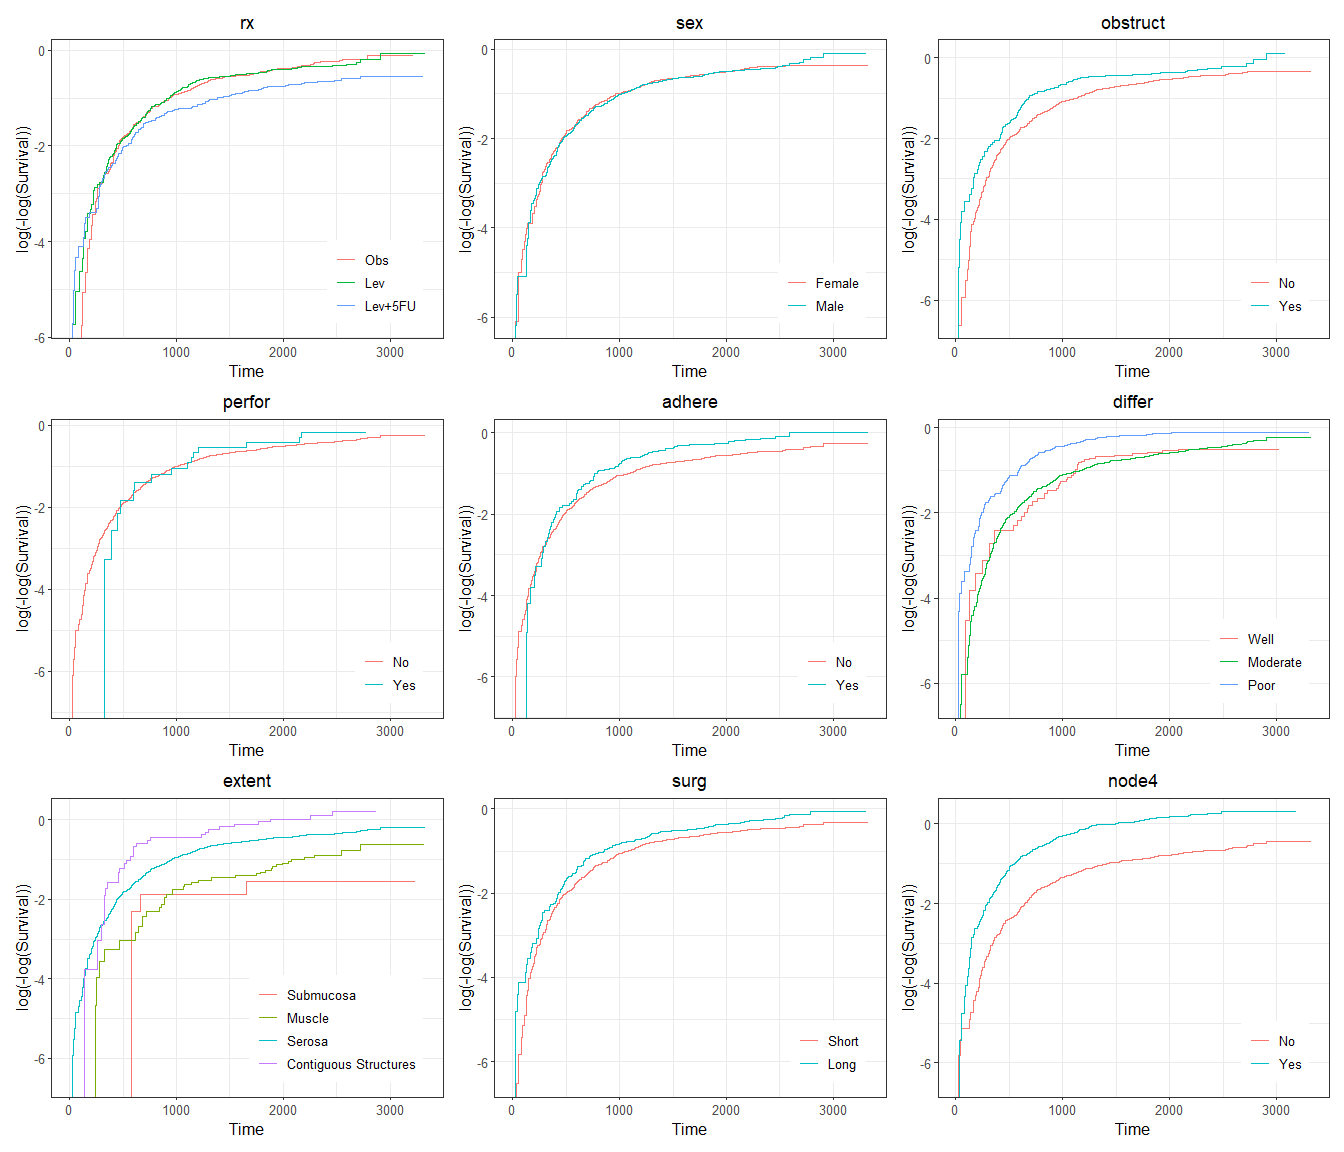 rx
log(-log(Survival))
0
-2
-4
-6
Obs
Lev
Lev+5FU
0 1000 2000 3000
Time
sex
log(-log(Survival))
0
-2
-4
-6
Female
Male
0 1000 2000 3000
Time
obstruct
log(-log(Survival))
0
-2
-4
-6
No
Yes
0 1000 2000 3000
Time
perfor
log(-log(Survival))
0
-2
-4
-6
No
Yes
0 1000 2000 3000
Time
adhere
log(-log(Survival))
0
-2
-4
-6
No
Yes
0 1000 2000 3000
Time
differ
log(-log(Survival))
0
-2
-4
-6
Well
Moderate
Poor
0 1000 2000 3000
Time
extent
log(-log(Survival))
0
-2
-4
-6
Submucosa
Muscle
Serosa
Contiguous Structures
0 1000 2000 3000
Time
surg
log(-log(Survival))
0
-2
-4
-6
Short
Long
0 1000 2000 3000
Time
node4
log(-log(Survival))
0
-2
-4
-6
No
Yes
0 1000 2000 3000
Time